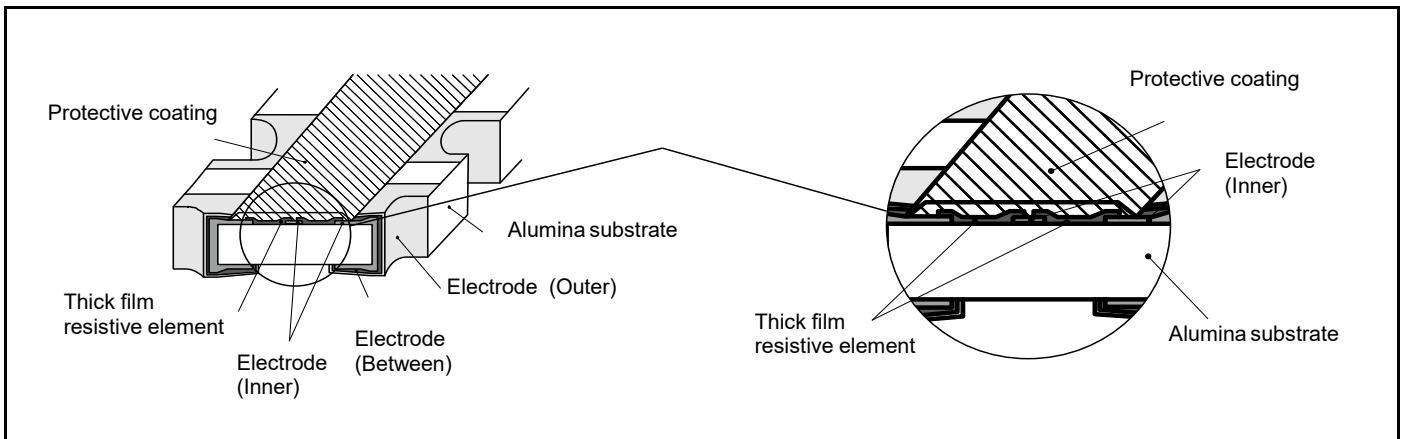 Protective coating
Alumina substrate
Electrode (Outer)
Thick film
resistive element
Electrode
(Between)
Electrode
(Inner)
Protective coating
Electrode
(Inner)
Thick film
resistive element
Alumina substrate